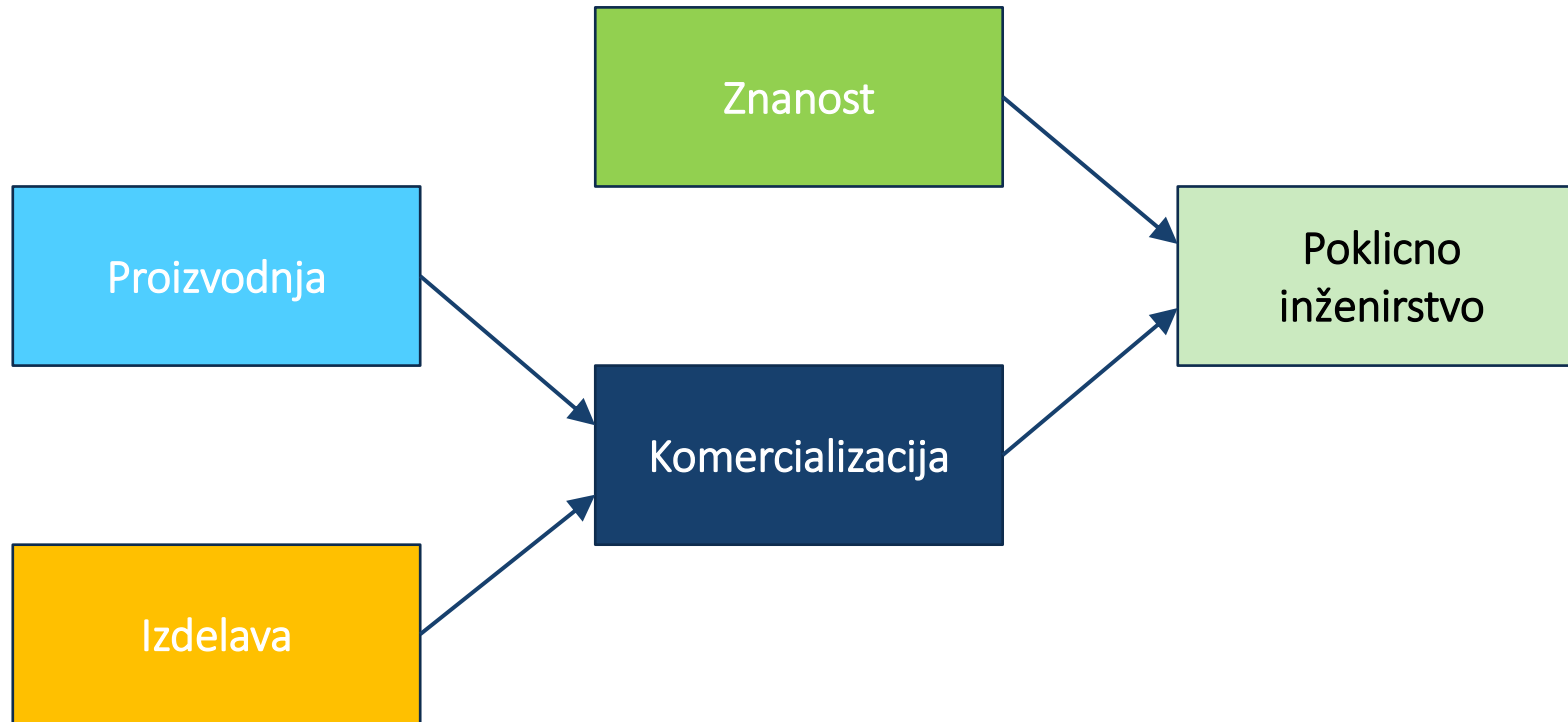 Znanost
Proizvodnja
Poklicno
inženirstvo
Komercializacija
Izdelava